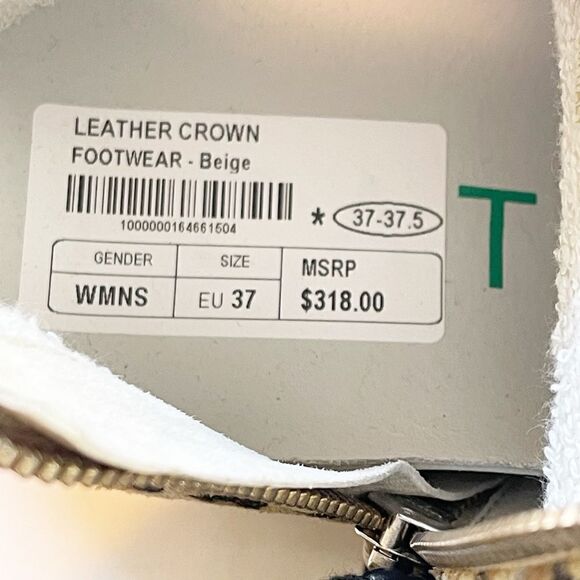 LEATHER CROWN
FOOTWEAR - Beige
1000000164661504
* 37-37.5
GENDER SIZE MSRP
WMNS EU 37 $318.00
T